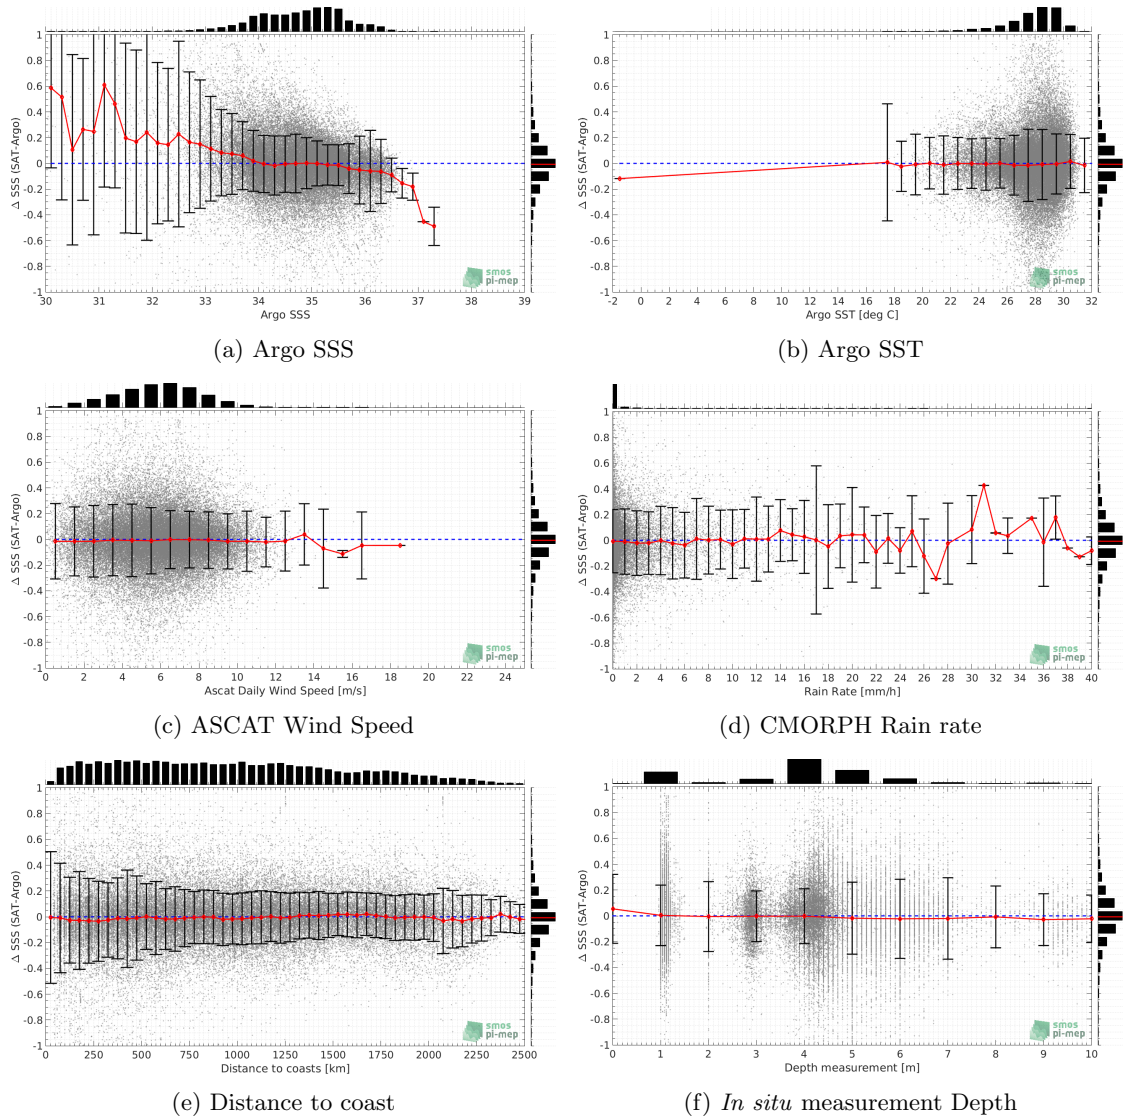 1
0.8
0.6
0.4
0.2
0
-0.2
-0.4
-0.6
-0.8
-1
Δ SSS (SAT-Argo)
30 31 32 33 34 35 36 37 38 39
Argo SSS
smos
pi-mep
(a) Argo SSS
1
0.8
0.6
0.4
0.2
0
-0.2
-0.4
-0.6
-0.8
-1
Δ SSS (SAT-Argo)
-2 0 2 4 6 8 10 12 14 16 18 20 22 24 26 28 30 32
Argo SST [deg C]
smos
pi-mep
(b) Argo SST
1
0.8
0.6
0.4
0.2
0
-0.2
-0.4
-0.6
-0.8
-1
Δ SSS (SAT-Argo)
0 2 4 6 8 10 12 14 16 18 20 22 24
Ascat Daily Wind Speed [m/s]
smos
pi-mep
(c) ASCAT Wind Speed
1
0.8
0.6
0.4
0.2
0
-0.2
-0.4
-0.6
-0.8
-1
Δ SSS (SAT-Argo)
0 2 4 6 8 10 12 14 16 18 20 22 24 26 28 30 32 34 36 38 40
Rain Rate [mm/h]
smos
pi-mep
(d) CMORPH Rain rate
1
0.8
0.6
0.4
0.2
0
-0.2
-0.4
-0.6
-0.8
-1
Δ SSS (SAT-Argo)
0 250 500 750 1000 1250 1500 1750 2000 2250 2500
Distance to coasts [km]
smos
pi-mep
(e) Distance to coast
1
0.8
0.6
0.4
0.2
0
-0.2
-0.4
-0.6
-0.8
-1
Δ SSS (SAT-Argo)
0 1 2 3 4 5 6 7 8 9 10
Depth measurement [m]
smos
pi-mep
(f) In situ measurement Depth